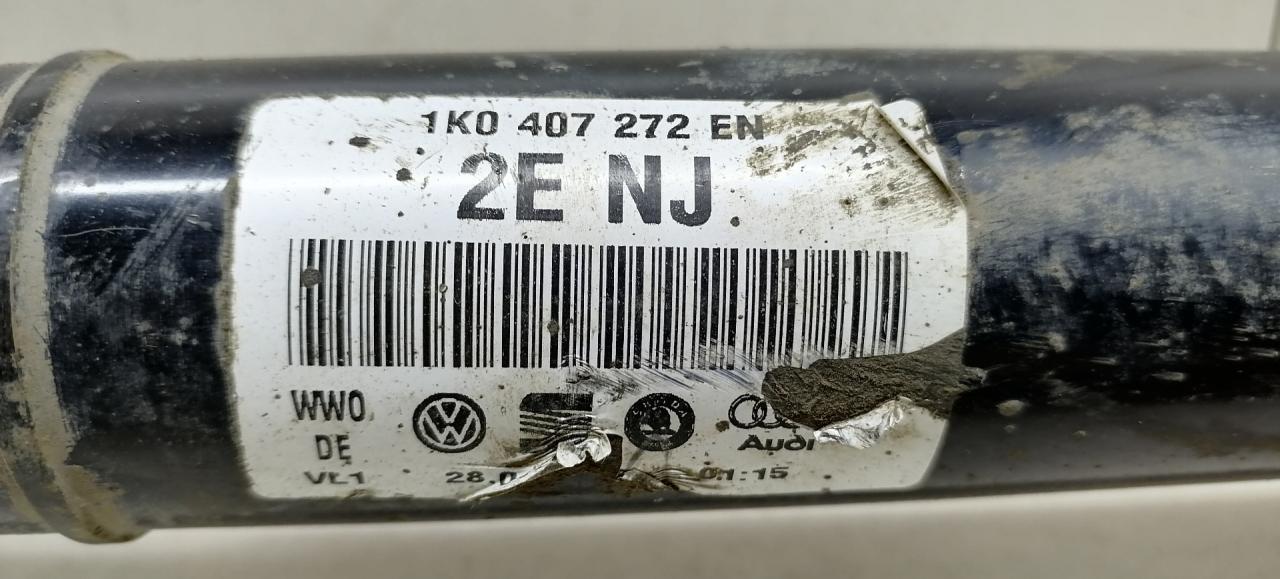 1K0 407 272 EN
2E NJ
WWO
DE
VL1
28.0
01:15
Audi